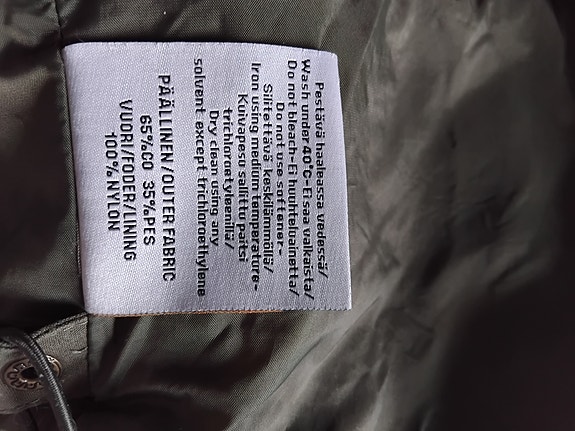 Pestävä haaleassa vedessä/
Wash under 40°C-Ei saa valkaista/
Do not bleach-Ei huuhteluainetta/
Do not use softener-
Silitettävä keskilämmöllä/
Iron using medium temperature-
Kuivapesu sallittu paitsi
trichloroetyleenillä/
Dry clean using any
solvent except trichloroethylene
PÄÄLLINEN/OUTER FABRIC
65%CO 35%PES
VUORI/FODER/LINING
100% NYLON